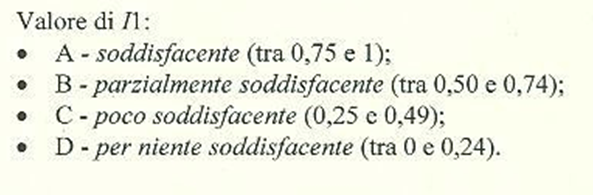 Valore di I1:
• A - soddisfacente (tra 0,75 e 1);
• B - parzialmente soddisfacente (tra 0,50 e 0,74);
• C - poco soddisfacente (0,25 e 0,49);
• D - per niente soddisfacente (tra 0 e 0,24).